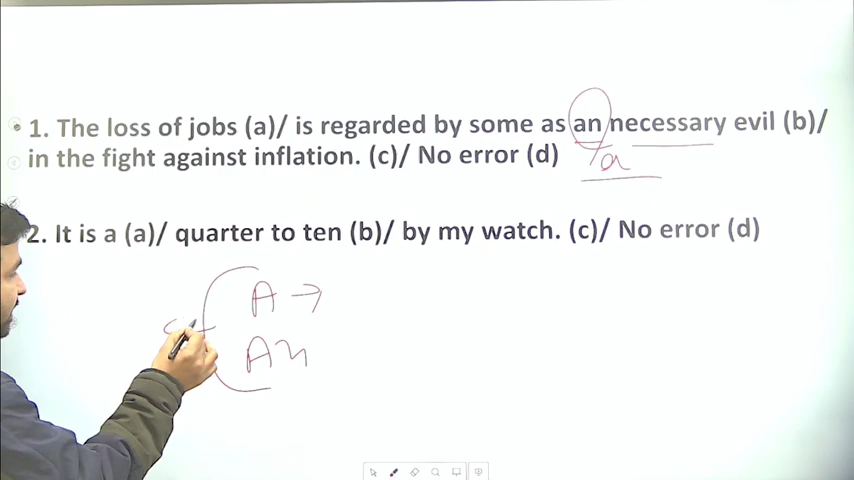 • 1. The loss of jobs (a)/ is regarded by some as an necessary evil (b)/
in the fight against inflation. (c)/ No error (d)
a
2. It is a (a)/ quarter to ten (b)/ by my watch. (c)/ No error (d)
A →
An